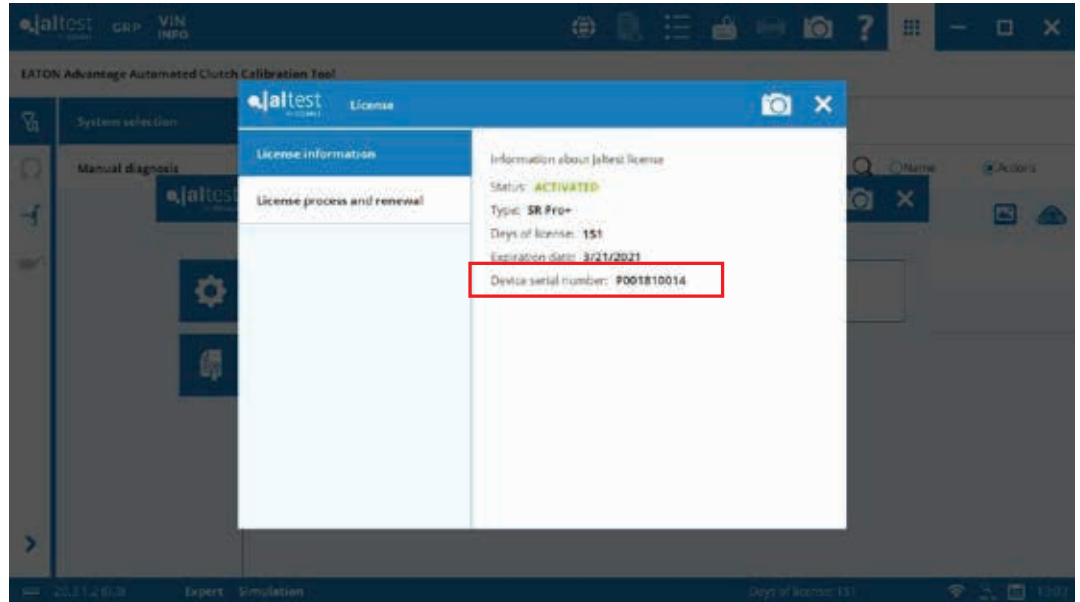 jaltest GRP VIN
INFO
EATON Advantage Automated Clutch Calibration Tool
System selection
Manual diagnosis
Name
Actions
jaltest
jaltest License
License information
License process and renewal
Information about Jaltest license
Status: ACTIVATED
Type: SR Pro+
Days of license: 151
Expiration date: 3/21/2021
Device serial number: P001810014
Expert Simulation
Days of license: 151